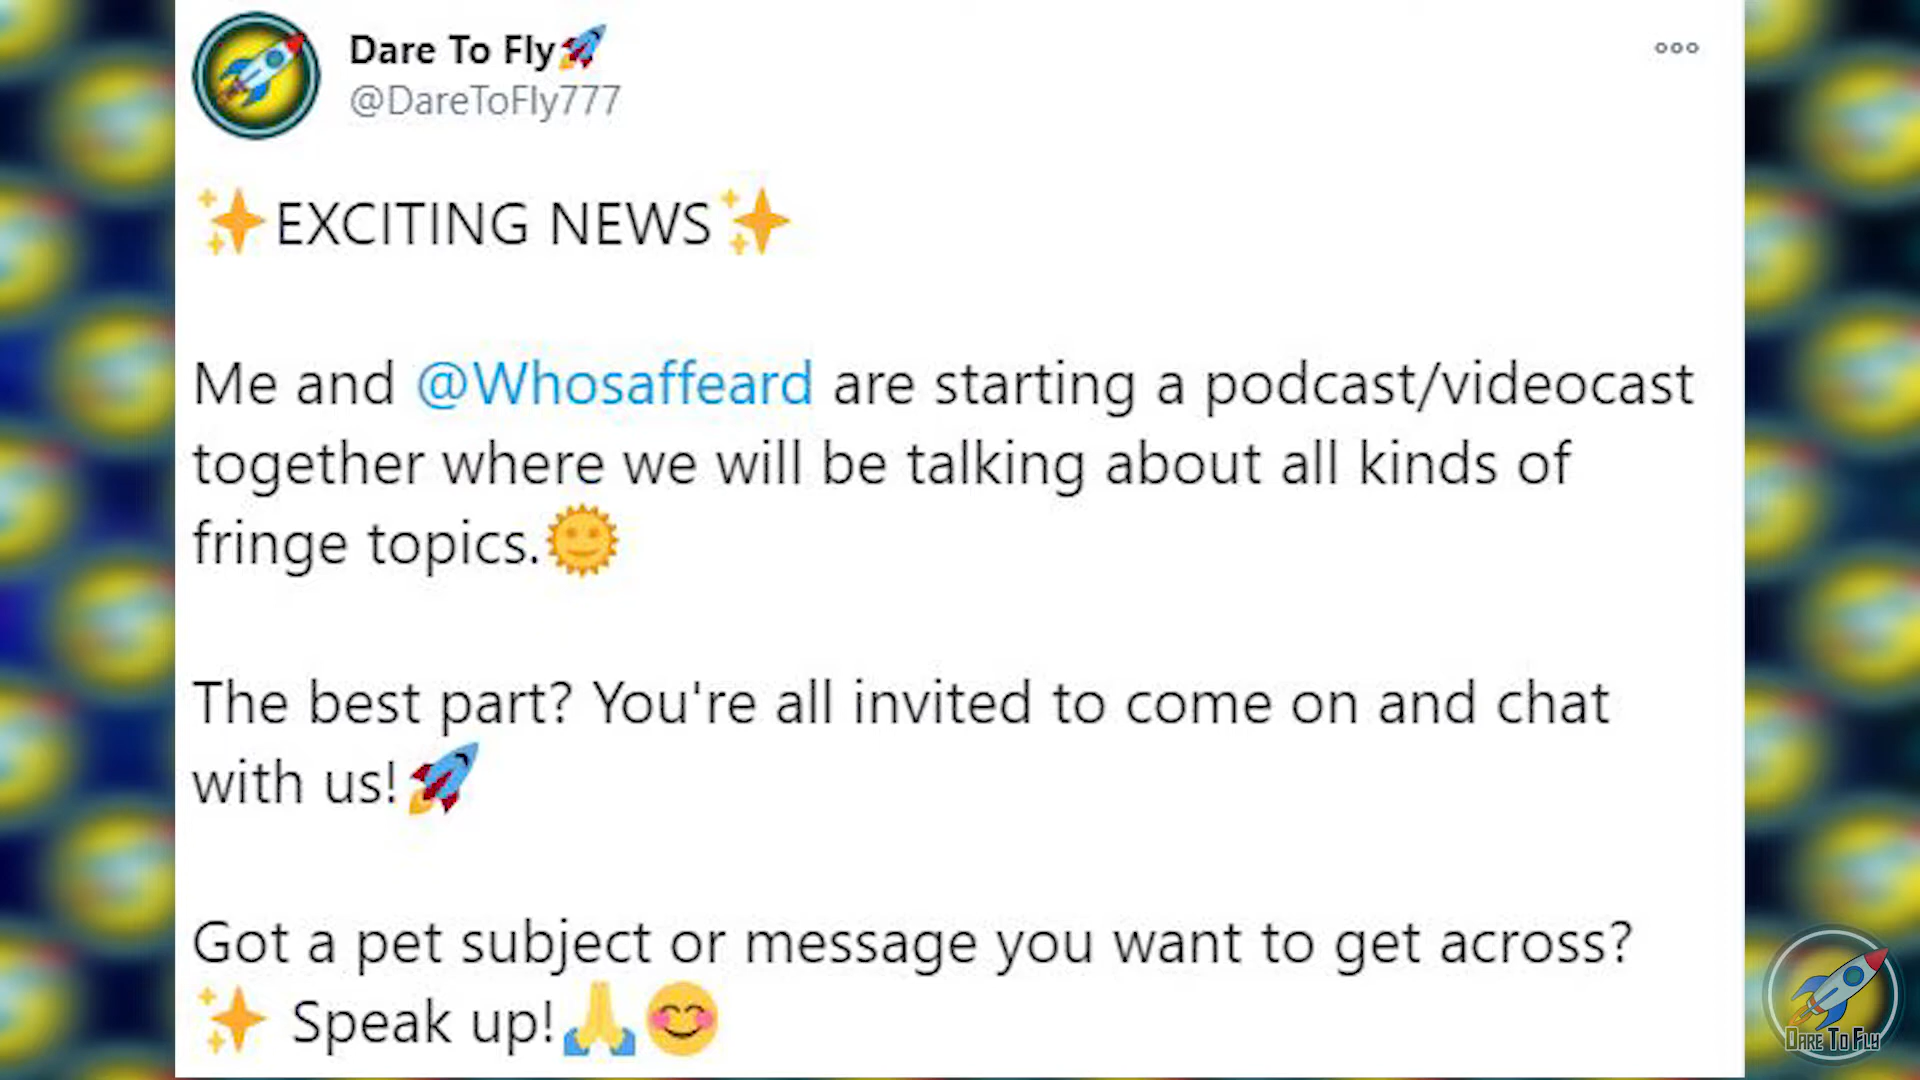 Dare To Fly🚀
@DareToFly777
✨EXCITING NEWS✨
Me and @Whosaffeard are starting a podcast/videocast
together where we will be talking about all kinds of
fringe topics.🌞
The best part? You're all invited to come on and chat
with us!🚀
Got a pet subject or message you want to get across?
✨ Speak up!🙏😊
DARE TO FLY